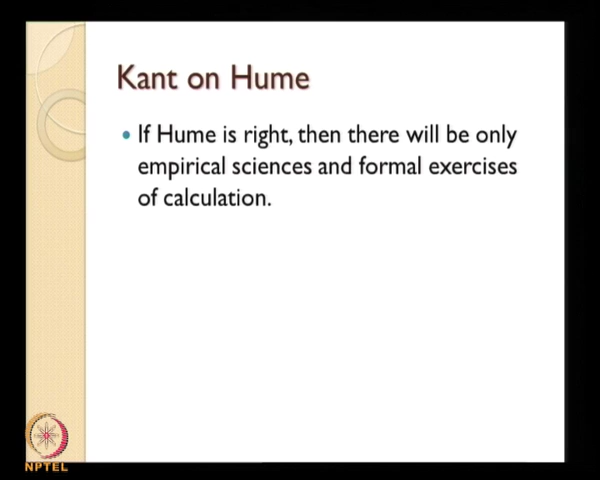 Kant on Hume
If Hume is right, then there will be only
empirical sciences and formal exercises
of calculation.
NPTEL